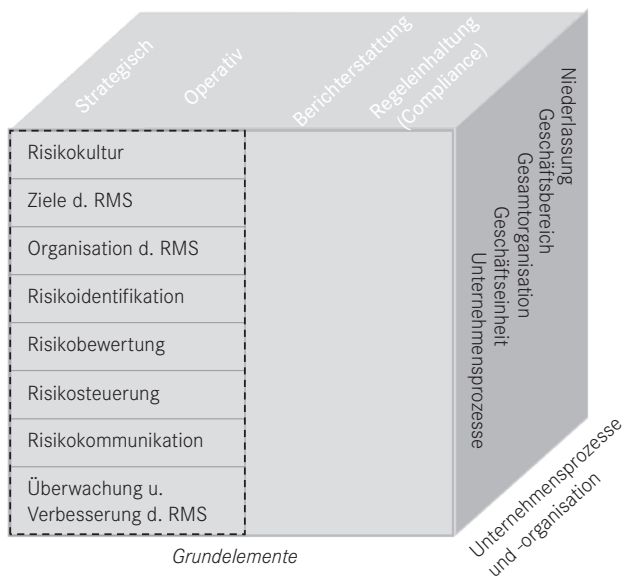 Strategisch
Operativ
Berichterstattung
Regeleinhaltung
(Compliance)
Risikokultur
Ziele d. RMS
Organisation d. RMS
Risikoidentifikation
Risikobewertung
Risikosteuerung
Risikokommunikation
Überwachung u.
Verbesserung d. RMS
Niederlassung
Geschäftsbereich
Gesamtorganisation
Geschäftseinheit
Unternehmensprozesse
Grundelemente
Unternehmensprozesse
und -organisation